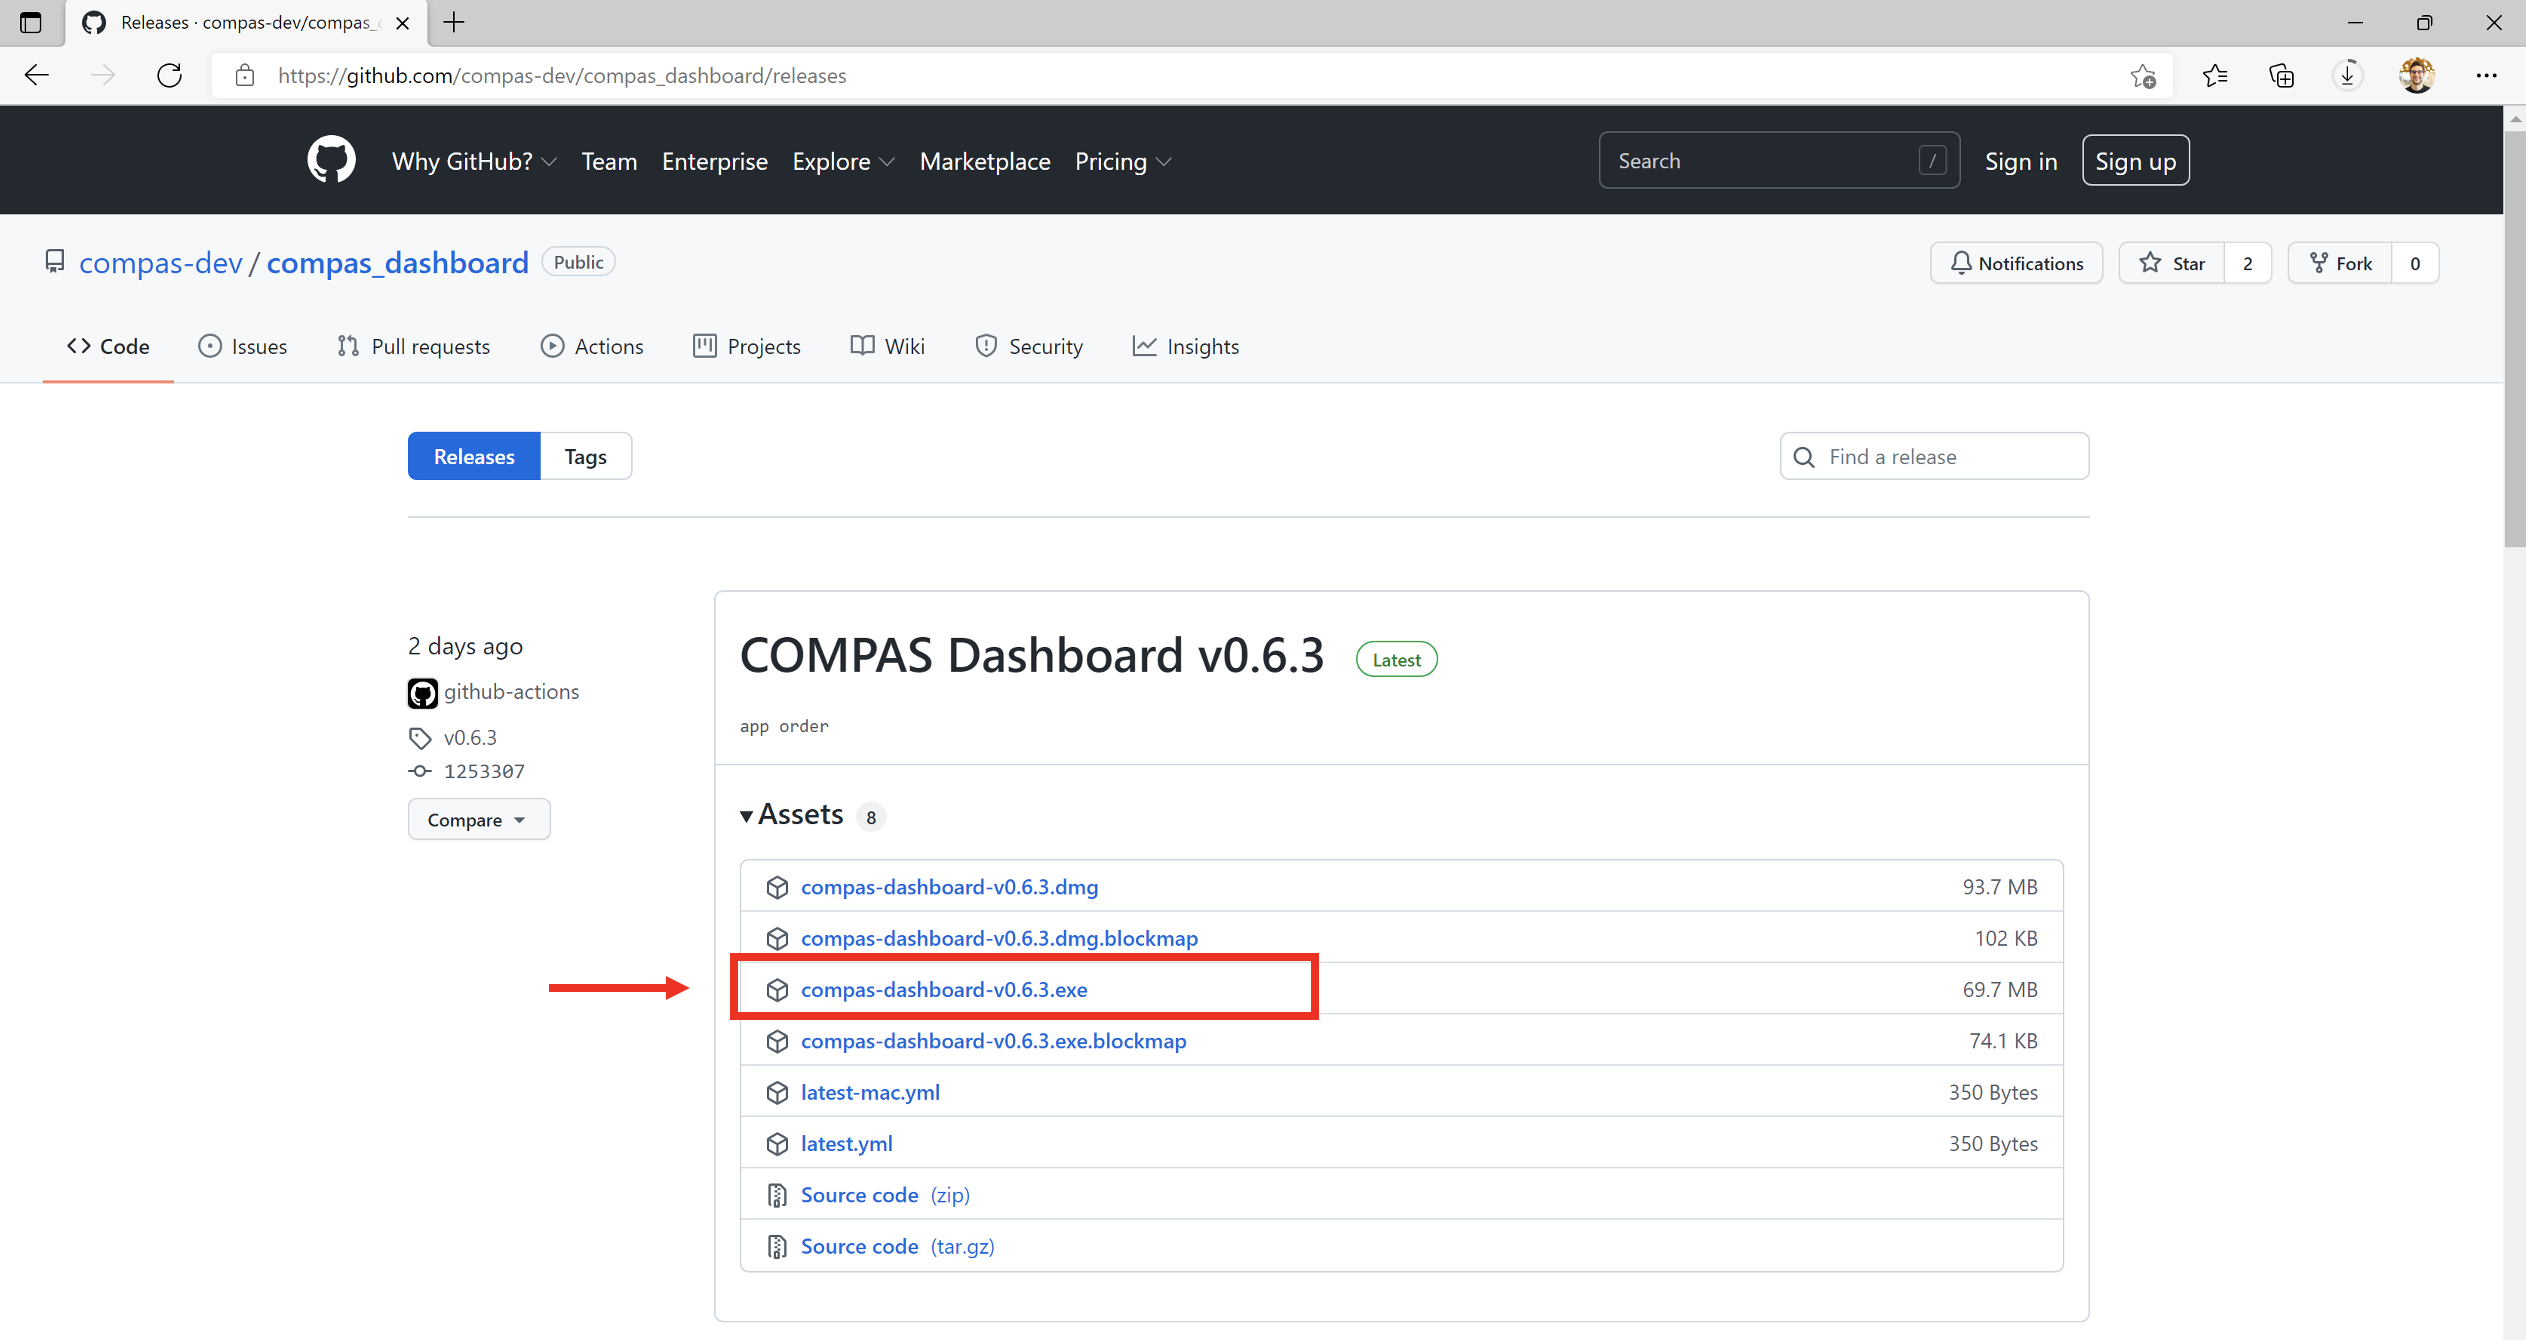 Releases · compas-dev/compas_
https://github.com/compas-dev/compas_dashboard/releases
Why GitHub? Team Enterprise Explore Marketplace Pricing Search / Sign in Sign up
compas-dev / compas_dashboard Public Notifications Star 2 Fork 0
Code Issues Pull requests Actions Projects Wiki Security Insights
Releases Tags Find a release
2 days ago
github-actions
v0.6.3
1253307
Compare
COMPAS Dashboard v0.6.3 Latest
app order
Assets 8
compas-dashboard-v0.6.3.dmg 93.7 MB
compas-dashboard-v0.6.3.dmg.blockmap 102 KB
compas-dashboard-v0.6.3.exe 69.7 MB
compas-dashboard-v0.6.3.exe.blockmap 74.1 KB
latest-mac.yml 350 Bytes
latest.yml 350 Bytes
Source code (zip)
Source code (tar.gz)